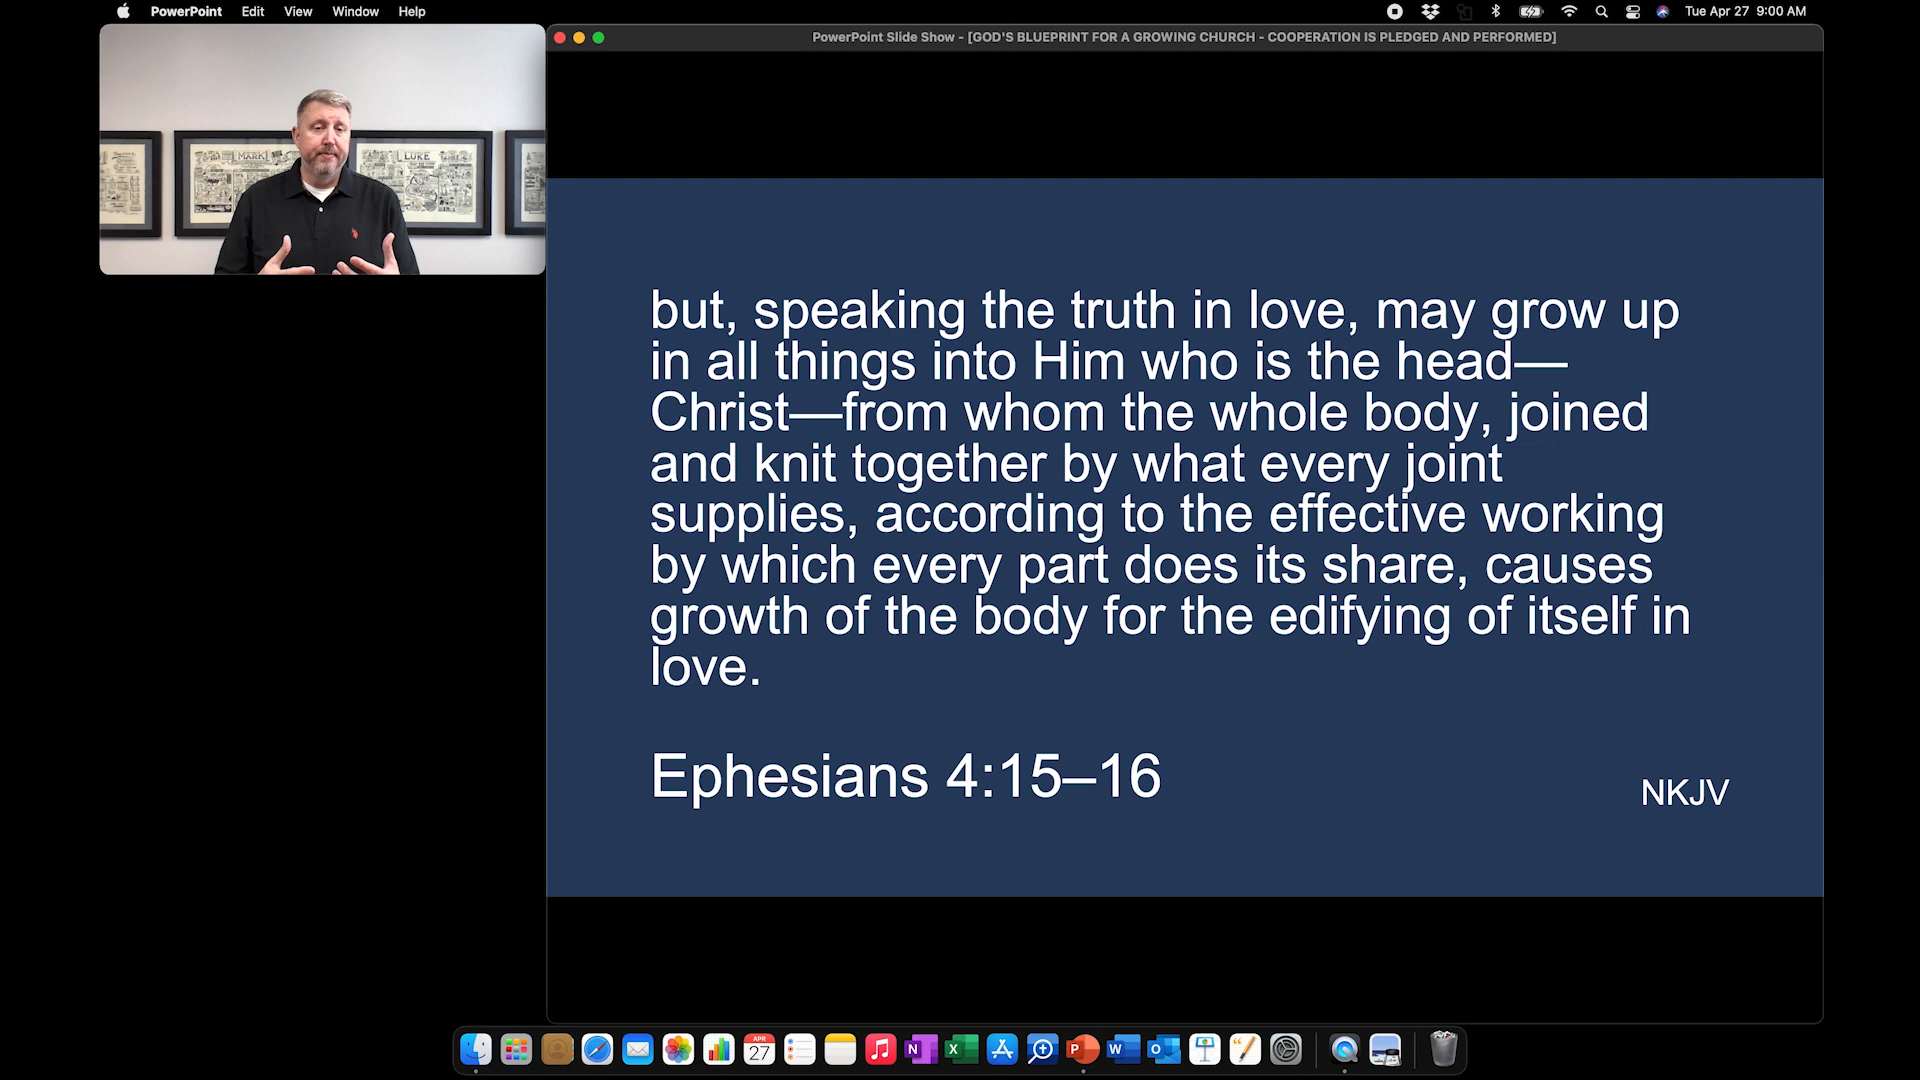 PowerPoint Edit View Window Help
Tue Apr 27 9:00 AM
PowerPoint Slide Show - [GOD'S BLUEPRINT FOR A GROWING CHURCH - COOPERATION IS PLEDGED AND PERFORMED]
MARK
LUKE
but, speaking the truth in love, may grow up
in all things into Him who is the head—
Christ—from whom the whole body, joined
and knit together by what every joint
supplies, according to the effective working
by which every part does its share, causes
growth of the body for the edifying of itself in
love.
Ephesians 4:15–16
NKJV
APR
27
N
X
P
W
O